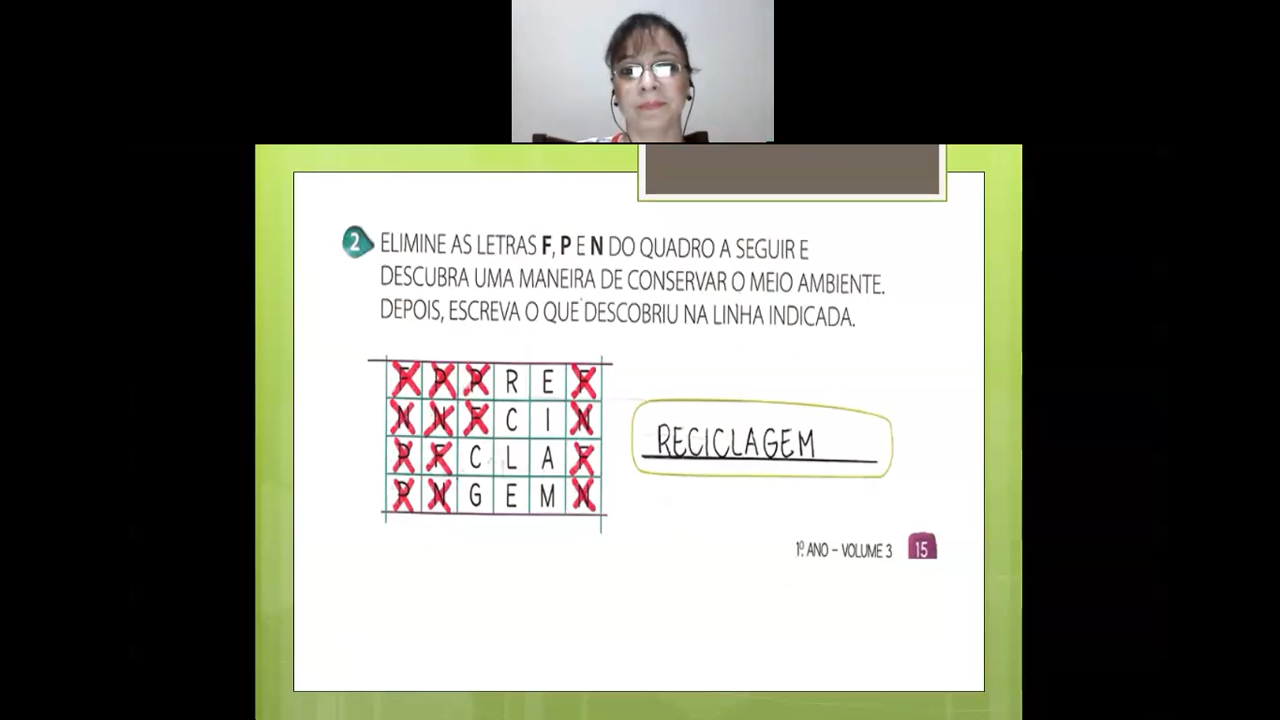 2 ELIMINE AS LETRAS F, P E N DO QUADRO A SEGUIR E
DESCUBRA UMA MANEIRA DE CONSERVAR O MEIO AMBIENTE.
DEPOIS, ESCREVA O QUE DESCOBRIU NA LINHA INDICADA.
F P P R E F
N N F C I N
P F C L A F
P N G E M N
RECICLAGEM
1º. ANO – VOLUME 3 15